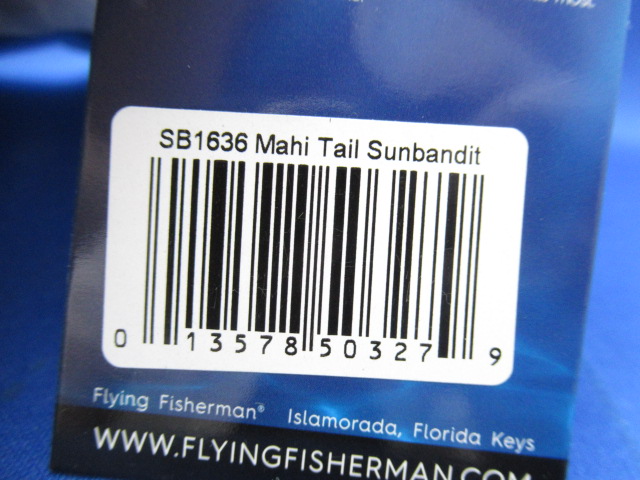 SB1636 Mahi Tail Sunbandit
0 13578 50327 9
Flying Fisherman® Islamorada, Florida Keys
WWW.FLYINGFISHERMAN.COM